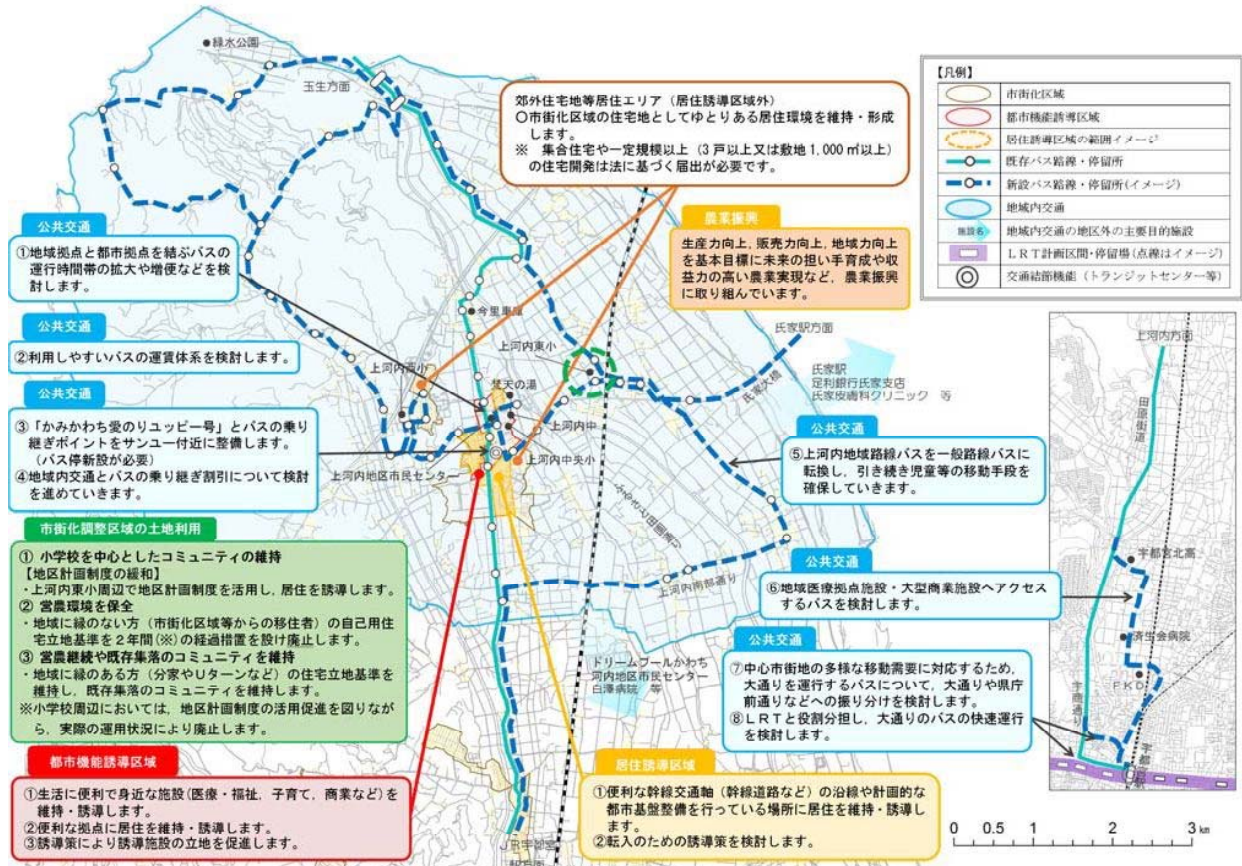 緑水公園
玉生方面
郊外住宅地等居住エリア（居住誘導区域外）
○市街化区域の住宅地としてゆとりある居住環境を維持・形成
します。
※ 集合住宅や一定規模以上（3戸以上又は敷地1,000㎡以上）
の住宅開発は法に基づく届出が必要です。
【凡例】
市街化区域
都市機能誘導区域
居住誘導区域の範囲イメージ
既存バス路線・停留所
新設バス路線・停留所(イメージ)
地域内交通
施設名
地域内交通の地区外の主要目的施設
LRT計画区間・停留場(点線はイメージ)
交通結節機能（トランジットセンター等）
公共交通
①地域拠点と都市拠点を結ぶバスの
運行時間帯の拡大や増便などを検
討します。
農業振興
生産力向上，販売力向上，地域力向上
を基本目標に未来の担い手育成や収
益力の高い農業実現など，農業振興
に取り組んでいます。
公共交通
②利用しやすいバスの運賃体系を検討します。
今里車庫
上河内東小
上河内西小
梵天の湯
上河内中
上河内中央小
上河内地区市民センター
氏家駅方面
氏家大橋
氏家駅
足利銀行氏家支店
氏家皮膚科クリニック 等
公共交通
③「かみかわち愛のりユッピー号」とバスの乗り
継ぎポイントをサンユー付近に整備します。
（バス停新設が必要）
④地域内交通とバスの乗り継ぎ割引について検討
を進めていきます。
公共交通
⑤上河内地域路線バスを一般路線バスに
転換し，引き続き児童等の移動手段を
確保していきます。
上河内南部通り
市街化調整区域の土地利用
① 小学校を中心としたコミュニティの維持
【地区計画制度の緩和】
・上河内東小周辺で地区計画制度を活用し，居住を誘導します。
② 営農環境を保全
・地域に縁のない方（市街化区域等からの移住者）の自己用住
宅立地基準を２年間(※)の経過措置を設け廃止します。
③ 営農継続や既存集落のコミュニティを維持
・地域に縁のある方（分家やＵターンなど）の住宅立地基準を
維持し，既存集落のコミュニティを維持します。
※小学校周辺においては，地区計画制度の活用促進を図りなが
ら，実際の運用状況により廃止します。
公共交通
⑥地域医療拠点施設・大型商業施設へアクセス
するバスを検討します。
ドリームプールかわち
河内地区市民センター
白澤病院 等
公共交通
⑦中心市街地の多様な移動需要に対応するため，
大通りを運行するバスについて，大通りや県庁
前通りなどへの振り分けを検討します。
⑧ＬＲＴと役割分担し，大通りのバスの快速運行
を検討します。
都市機能誘導区域
①生活に便利で身近な施設(医療・福祉，子育て，商業など)を
維持・誘導します。
②便利な拠点に居住を維持・誘導します。
③誘導策により誘導施設の立地を促進します。
居住誘導区域
①便利な幹線交通軸（幹線道路など）の沿線や計画的な
都市基盤整備を行っている場所に居住を維持・誘導し
ます。
②転入のための誘導策を検討します。
ＪＲ宇都宮
駅方面
上河内方面
田原街道
宇都宮北高
済生会病院
ＦＫＤ
宇商通り
0 0.5 1 2 3 km